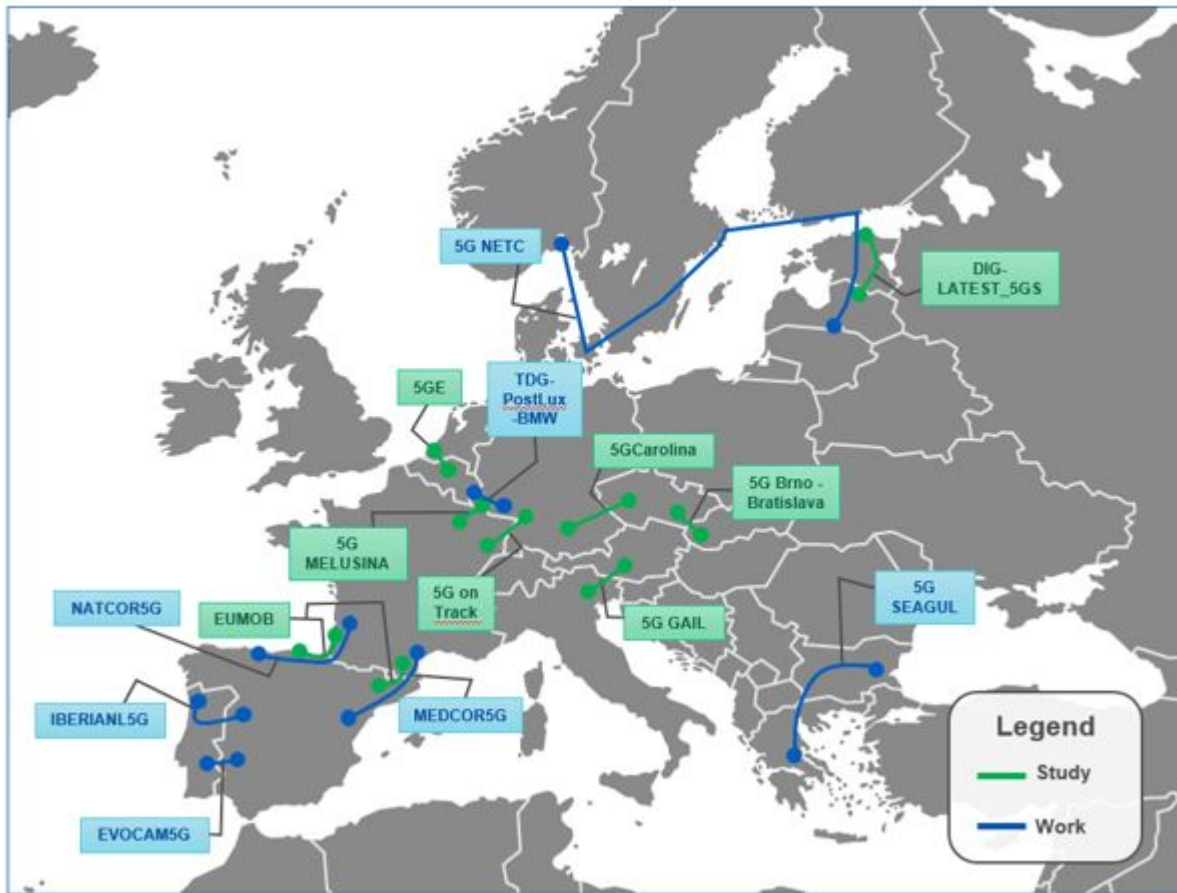 5G NETC
DIG-
LATEST_5GS
5GE
TDG-
PostLux
-BMW
5GCarolina
5G Brno -
Bratislava
5G
MELUSINA
5G on
Track
5G GAIL
5G
SEAGUL
NATCOR5G
EUMOB
IBERIANL5G
MEDCOR5G
EVOCAM5G
Legend
Study
Work